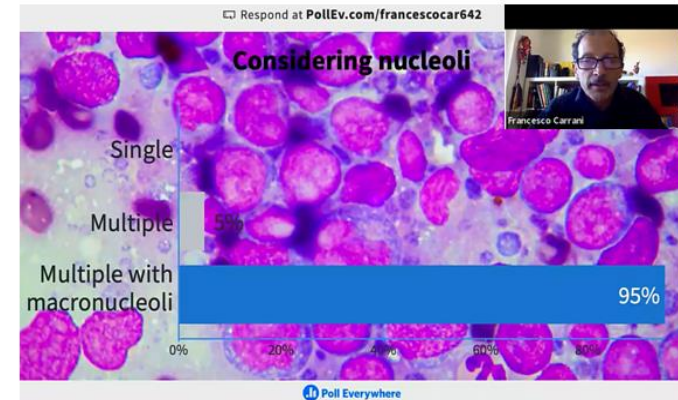 Respond at PollEv.com/francescocar642
Considering nucleoli
Francesco Carrani
Single
Multiple
5%
Multiple with
macronucleoli
95%
0%
20%
40%
60%
80%
Poll Everywhere